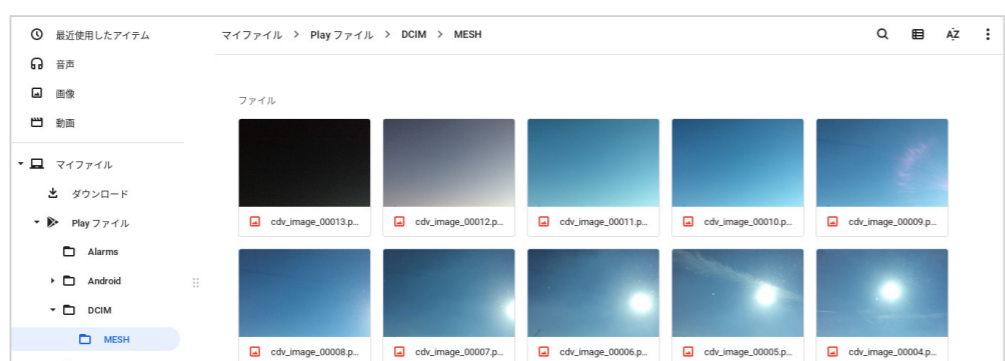 最近使用したアイテム
音声
画像
動画
マイファイル
ダウンロード
Play ファイル
Alarms
Android
DCIM
MESH
マイファイル > Play ファイル > DCIM > MESH
AZ
ファイル
cdv_image_00013.p...
cdv_image_00012.p...
cdv_image_00011.p...
cdv_image_00010.p...
cdv_image_00009.p...
cdv_image_00008.p...
cdv_image_00007.p...
cdv_image_00006.p...
cdv_image_00005.p...
cdv_image_00004.p...